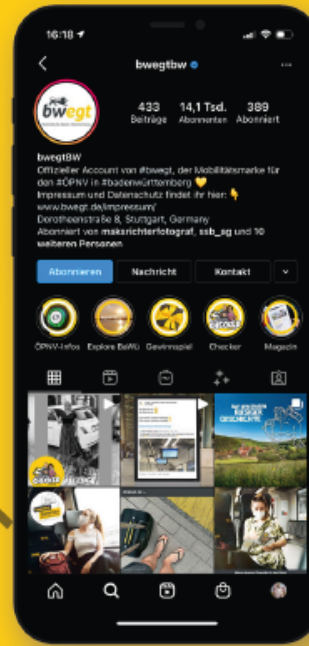 16:18
bwegtbw
bwegt
433 14,1 Tsd. 389
Beiträge Abonnenten Abonniert
bwegtBW
Offizieller Account von #bwegt, der Mobilitätsmarke für
den #ÖPNV in #badenwürttemberg 💛
Impressum und Datenschutz findet ihr hier: 👇
www.bwegt.de/impressum/
Dorotheenstraße 8, Stuttgart, Germany
Abonniert von maksrichterfotograf, ssb_ag und 10
weiteren Personen
Abonnieren Nachricht Kontakt
ÖPNV-Infos Explore BaWü Gewinnspiel Checker Magazin
CHECKER
GESCHICHTE